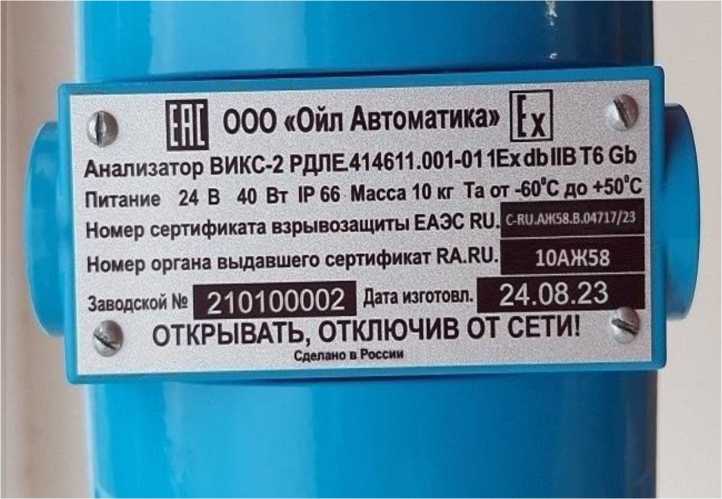 EAC ООО «Ойл Автоматика» Ex
Анализатор ВИКС-2 РДЛЕ.414611.001-01 1Ex db IIB T6 Gb
Питание 24 В 40 Вт IP 66 Масса 10 кг Ta от -60⁰С до +50⁰С
Номер сертификата взрывозащиты ЕАЭС RU. C-RU.АЖ58.В.04717/23
Номер органа выдавшего сертификат RA.RU. 10АЖ58
Заводской № 210100002 Дата изготовл. 24.08.23
ОТКРЫВАТЬ, ОТКЛЮЧИВ ОТ СЕТИ!
Сделано в России